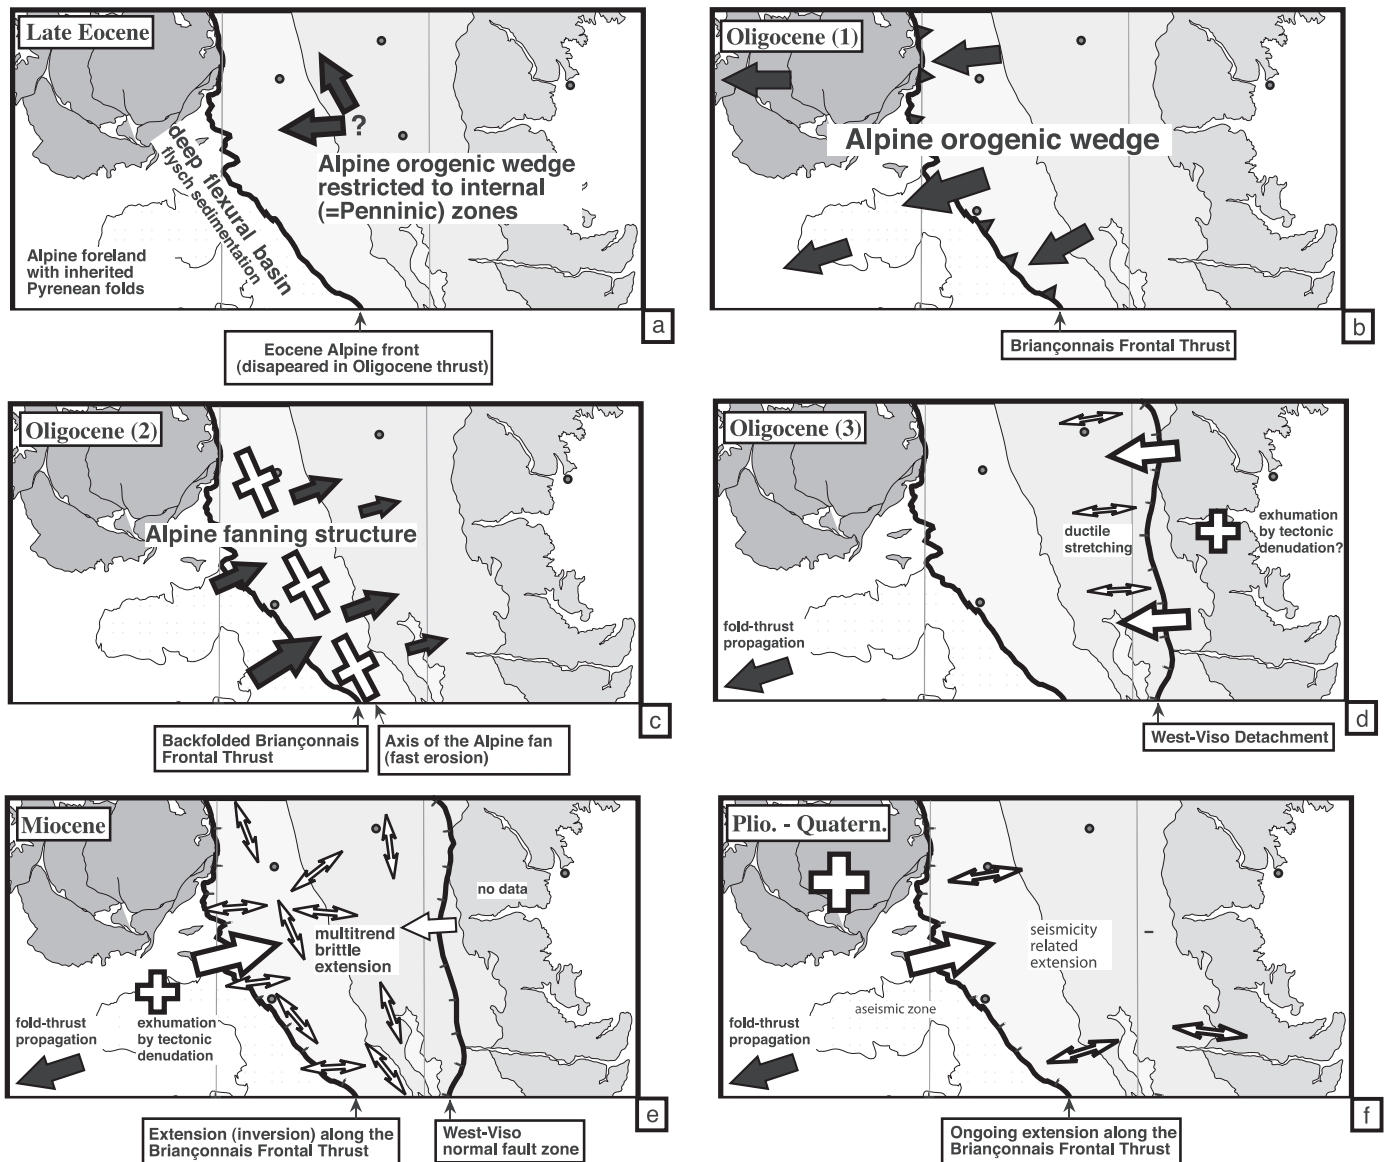 Late Eocene
deep flexural basin
flysch sedimentation
?
Alpine orogenic wedge
restricted to internal
(=Penninic) zones
Alpine foreland
with inherited
Pyrenean folds
a
Eocene Alpine front
(disapeared in Oligocene thrust)
Oligocene (1)
Alpine orogenic wedge
b
Briançonnais Frontal Thrust
Oligocene (2)
Alpine fanning structure
c
Backfolded Briançonnais
Frontal Thrust
Axis of the Alpine fan
(fast erosion)
Oligocene (3)
ductile
stretching
exhumation
by tectonic
denudation?
fold-thrust
propagation
d
West-Viso Detachment
Miocene
no data
multitrend
brittle
extension
fold-thrust
propagation
exhumation
by tectonic
denudation
e
Extension (inversion) along the
Briançonnais Frontal Thrust
West-Viso
normal fault zone
Plio. - Quatern.
seismicity
related
extension
aseismic zone
fold-thrust
propagation
f
Ongoing extension along the
Briançonnais Frontal Thrust